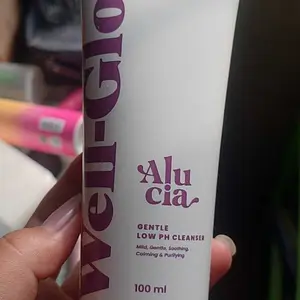 Well-Glo
Alu
cia
GENTLE
LOW PH CLEANSER
Mild, Gentle, Soothing,
Calming & Purifying
100 ml